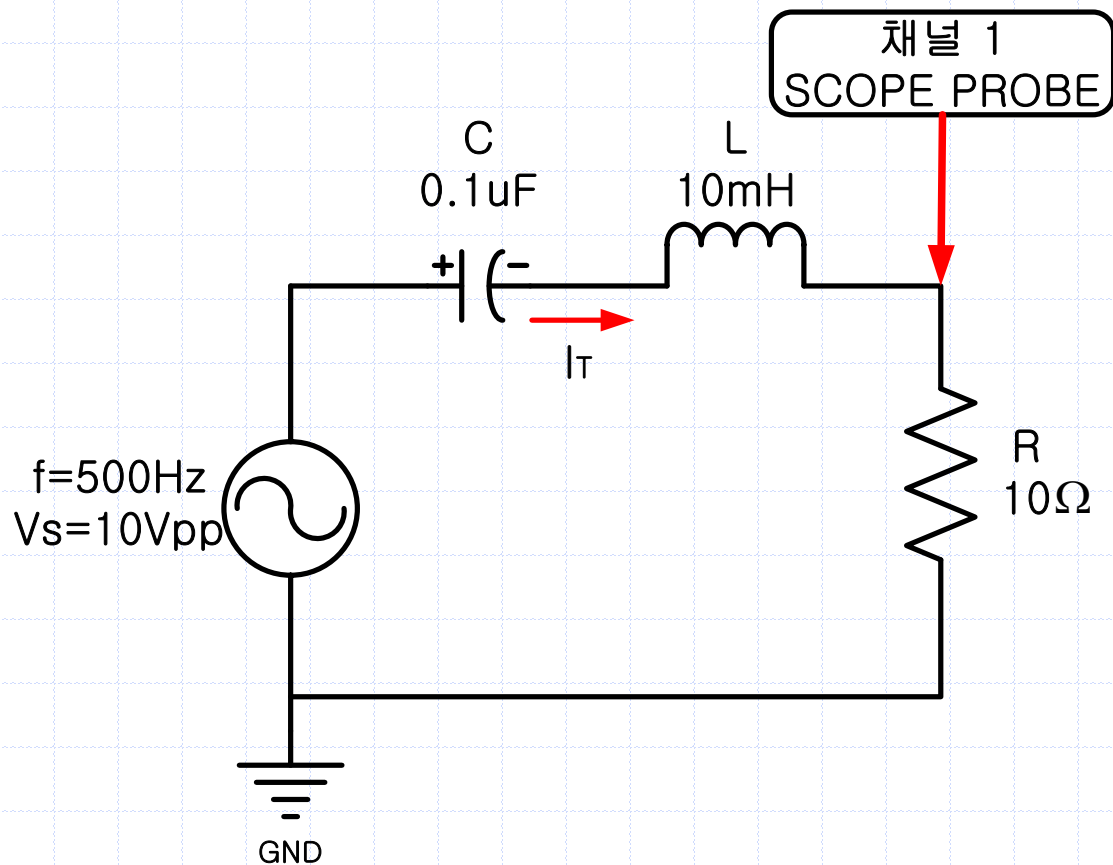 채널 1
SCOPE PROBE
C
0.1uF
L
10mH
+
-
IT
f=500Hz
Vs=10Vpp
R
10Ω
GND